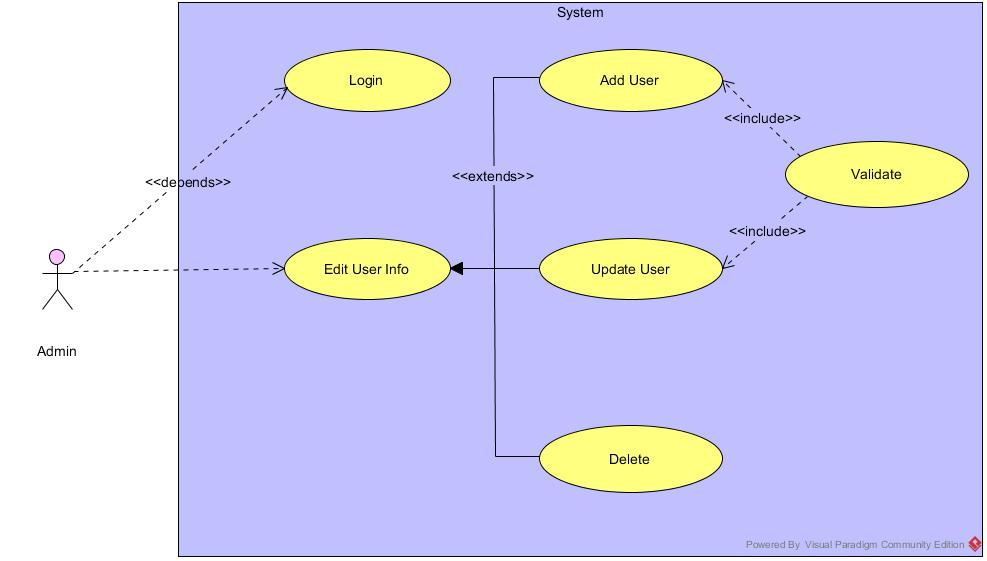 System
Login
Add User
<<include>>
<<extends>>
Validate
<<depends>>
<<include>>
Edit User Info
Update User
Admin
Delete
Powered By Visual Paradigm Community Edition